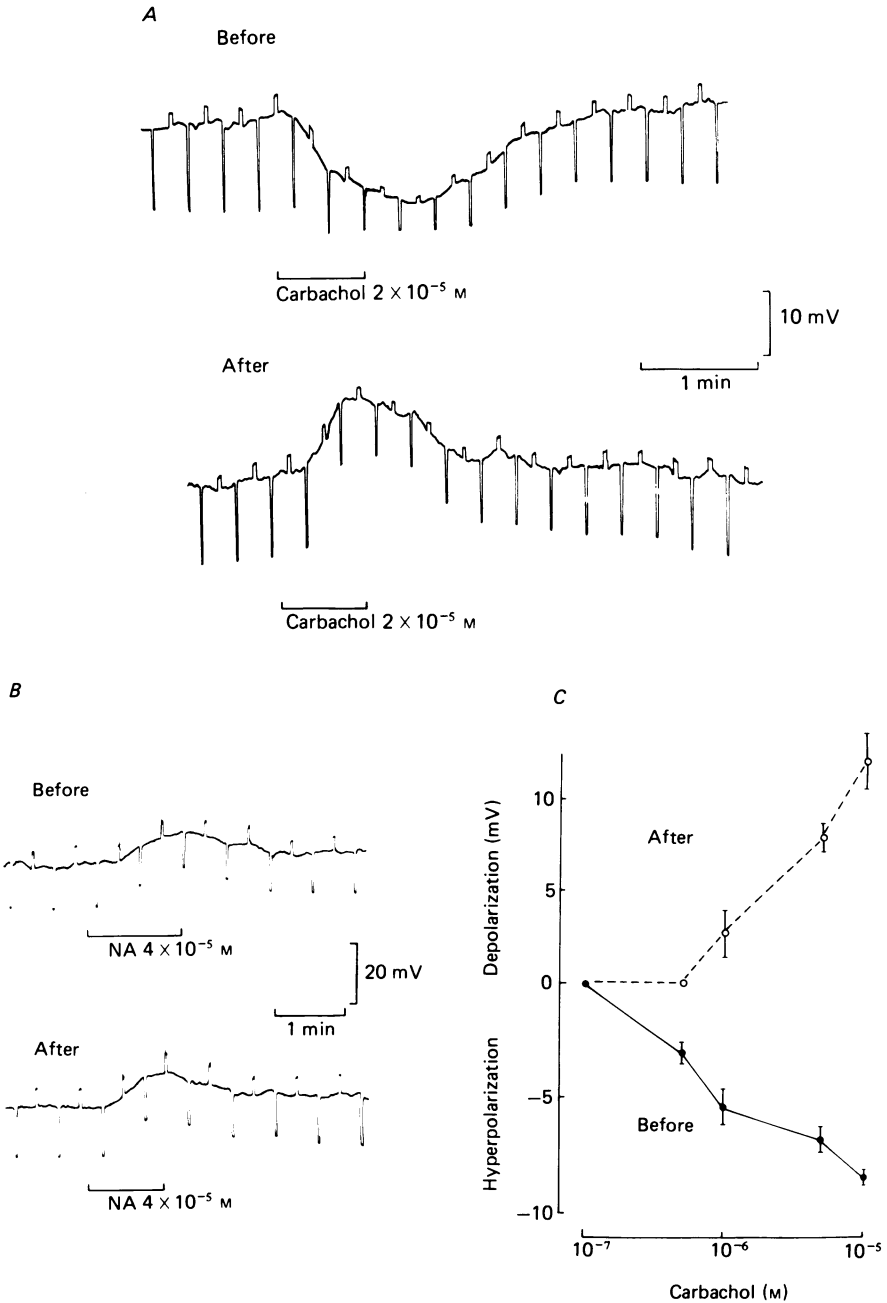 A
Before
Carbachol 2 × 10⁻⁵ M
10 mV
1 min
After
Carbachol 2 × 10⁻⁵ M
B
Before
NA 4 × 10⁻⁵ M
20 mV
1 min
After
NA 4 × 10⁻⁵ M
C
Depolarization (mV)
Hyperpolarization
10
5
0
−5
−10
After
Before
10⁻⁷
10⁻⁶
10⁻⁵
Carbachol (M)